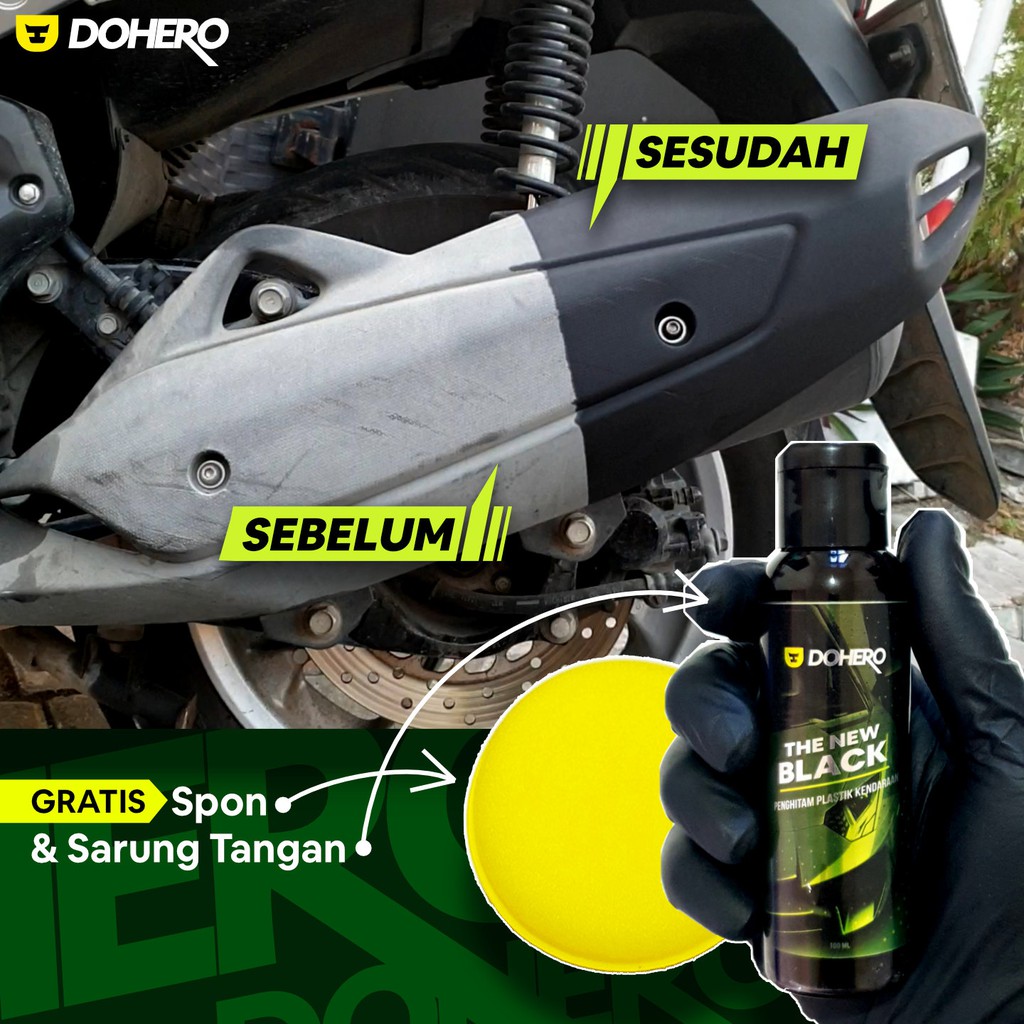 DOHERO
SESUDAH
SEBELUM
DOHERO
THE NEW
BLACK
PENGHITAM PLASTIK KENDARAAN
GRATIS Spon
& Sarung Tangan
100 ML